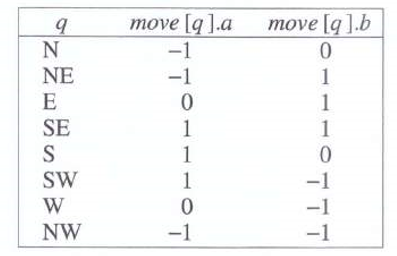 q move [q].a move [q].b
N −1 0
NE −1 1
E 0 1
SE 1 1
S 1 0
SW 1 −1
W 0 −1
NW −1 −1